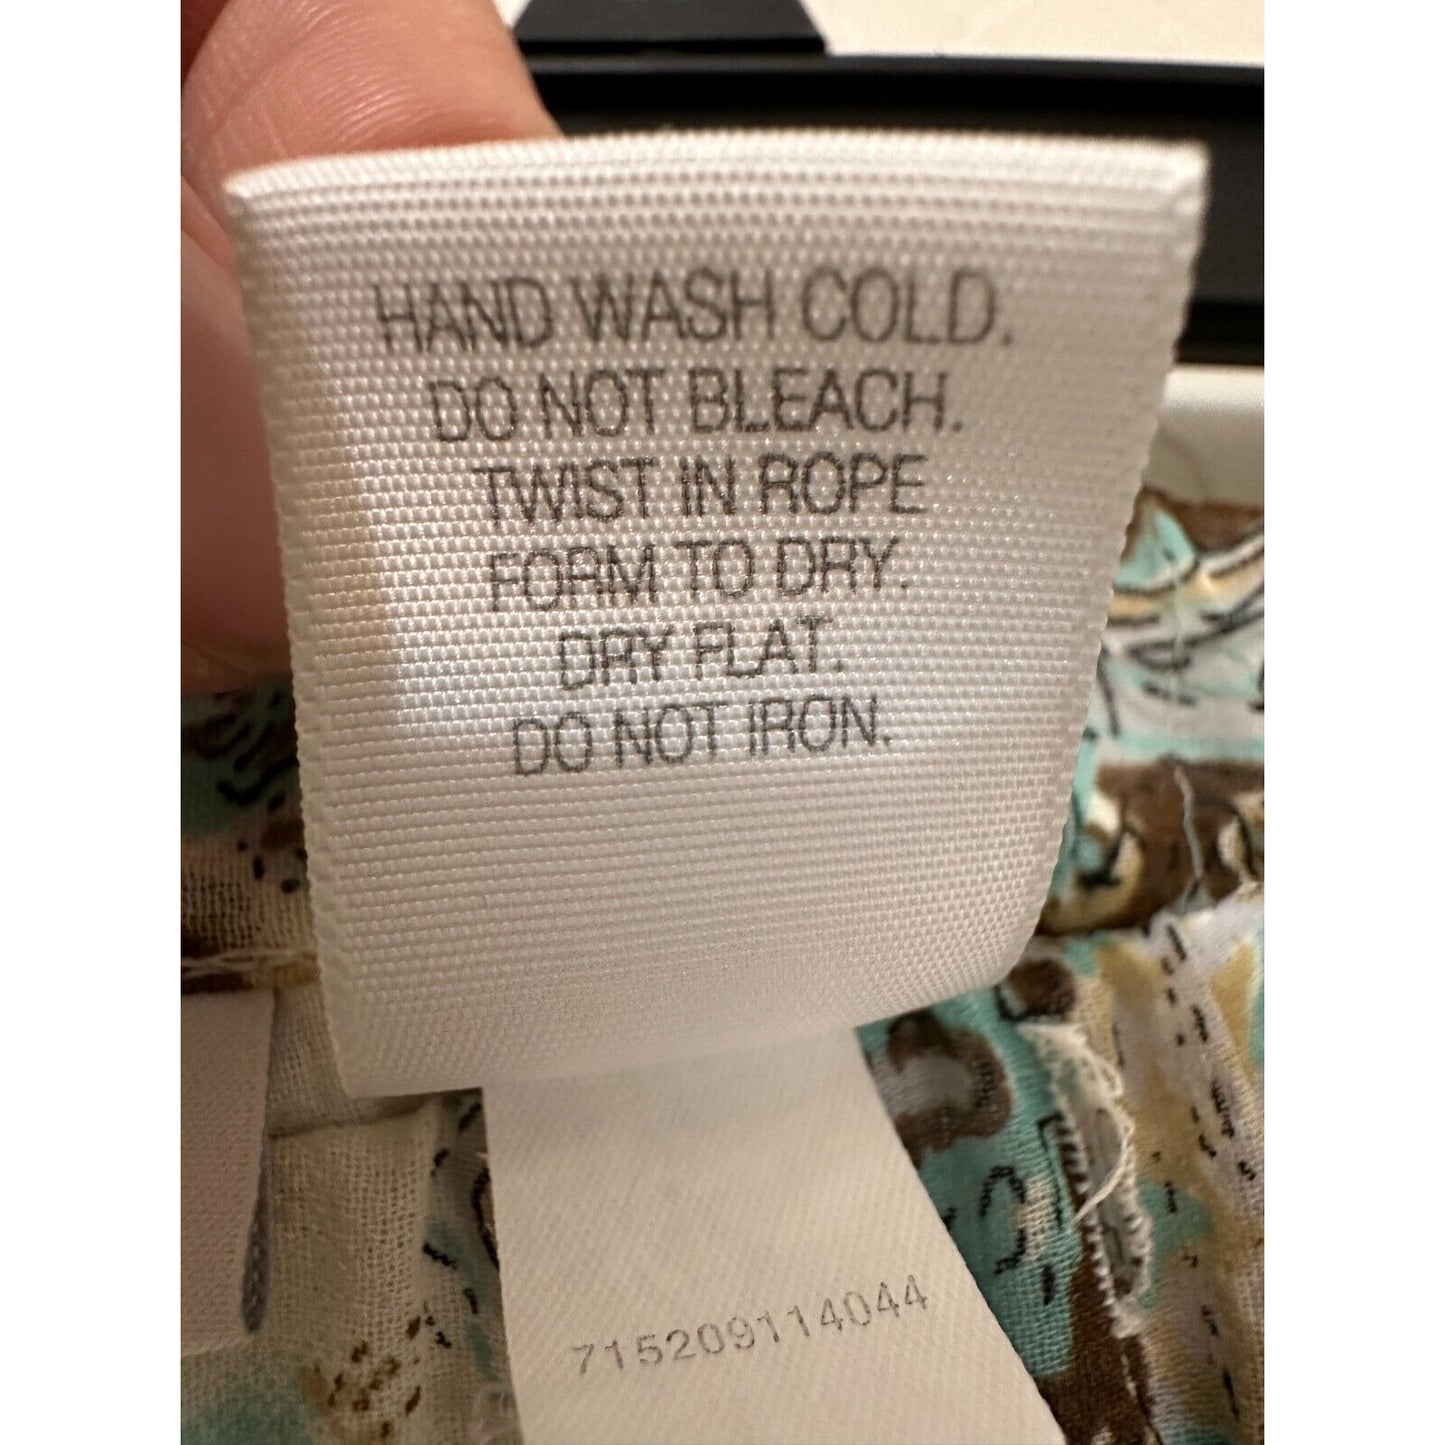 HAND WASH COLD.
DO NOT BLEACH.
TWIST IN ROPE
FORM TO DRY.
DRY FLAT.
DO NOT IRON.
715209114044